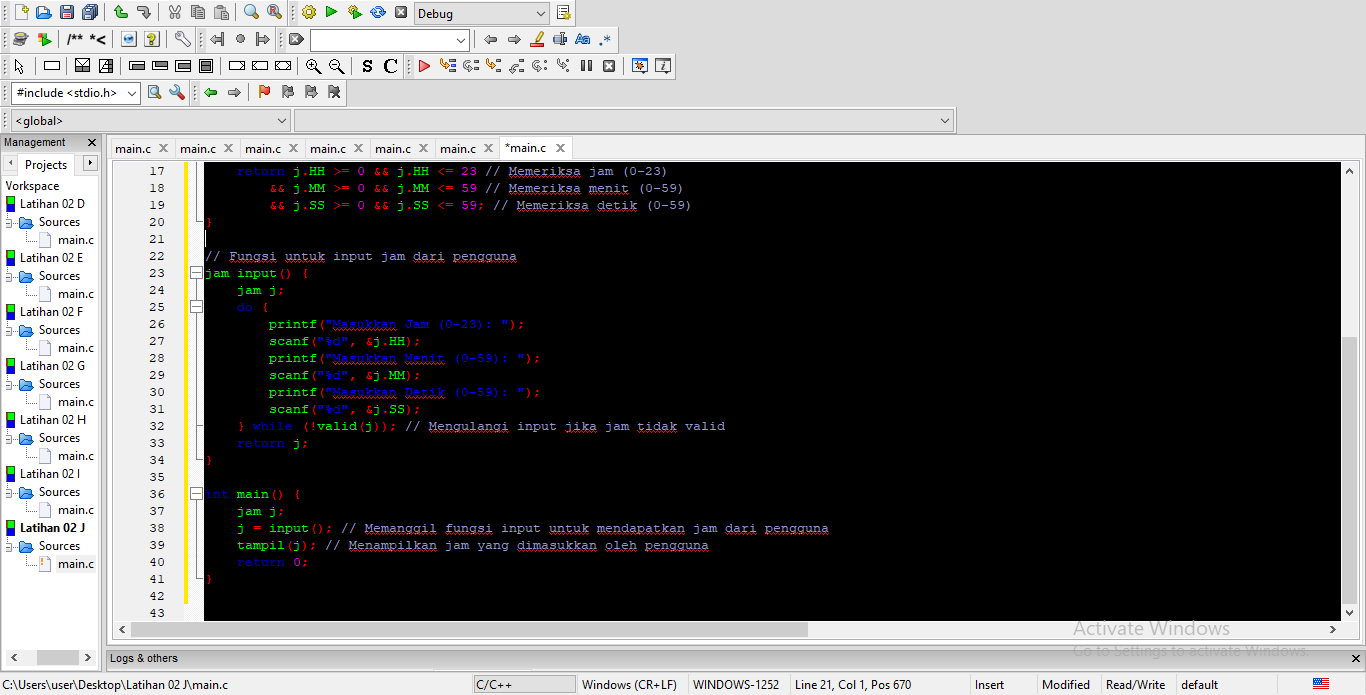 Debug
/** *<
S C
Aa .*
#include <stdio.h>
<global>
Management
Projects
Workspace
Latihan 02 D
Sources
main.c
Latihan 02 E
Sources
main.c
Latihan 02 F
Sources
main.c
Latihan 02 G
Sources
main.c
Latihan 02 H
Sources
main.c
Latihan 02 I
Sources
main.c
Latihan 02 J
Sources
main.c
main.c main.c main.c main.c main.c main.c *main.c
17 return j.HH >= 0 && j.HH <= 23 // Memeriksa jam (0-23)
18 && j.MM >= 0 && j.MM <= 59 // Memeriksa menit (0-59)
19 && j.SS >= 0 && j.SS <= 59; // Memeriksa detik (0-59)
20 }
21
22 // Fungsi untuk input jam dari pengguna
23 jam input() {
24 jam j;
25 do {
26 printf("Masukkan Jam (0-23): ");
27 scanf("%d", &j.HH);
28 printf("Masukkan Menit (0-59): ");
29 scanf("%d", &j.MM);
30 printf("Masukkan Detik (0-59): ");
31 scanf("%d", &j.SS);
32 } while (!valid(j)); // Mengulangi input jika jam tidak valid
33 return j;
34 }
35
36 int main() {
37 jam j;
38 j = input(); // Memanggil fungsi input untuk mendapatkan jam dari pengguna
39 tampil(j); // Menampilkan jam yang dimasukkan oleh pengguna
40 return 0;
41 }
42
43
Activate Windows
Go to Settings to activate Windows.
Logs & others
C:\Users\user\Desktop\Latihan 02 J\main.c C/C++ Windows (CR+LF) WINDOWS-1252 Line 21, Col 1, Pos 670 Insert Modified Read/Write default